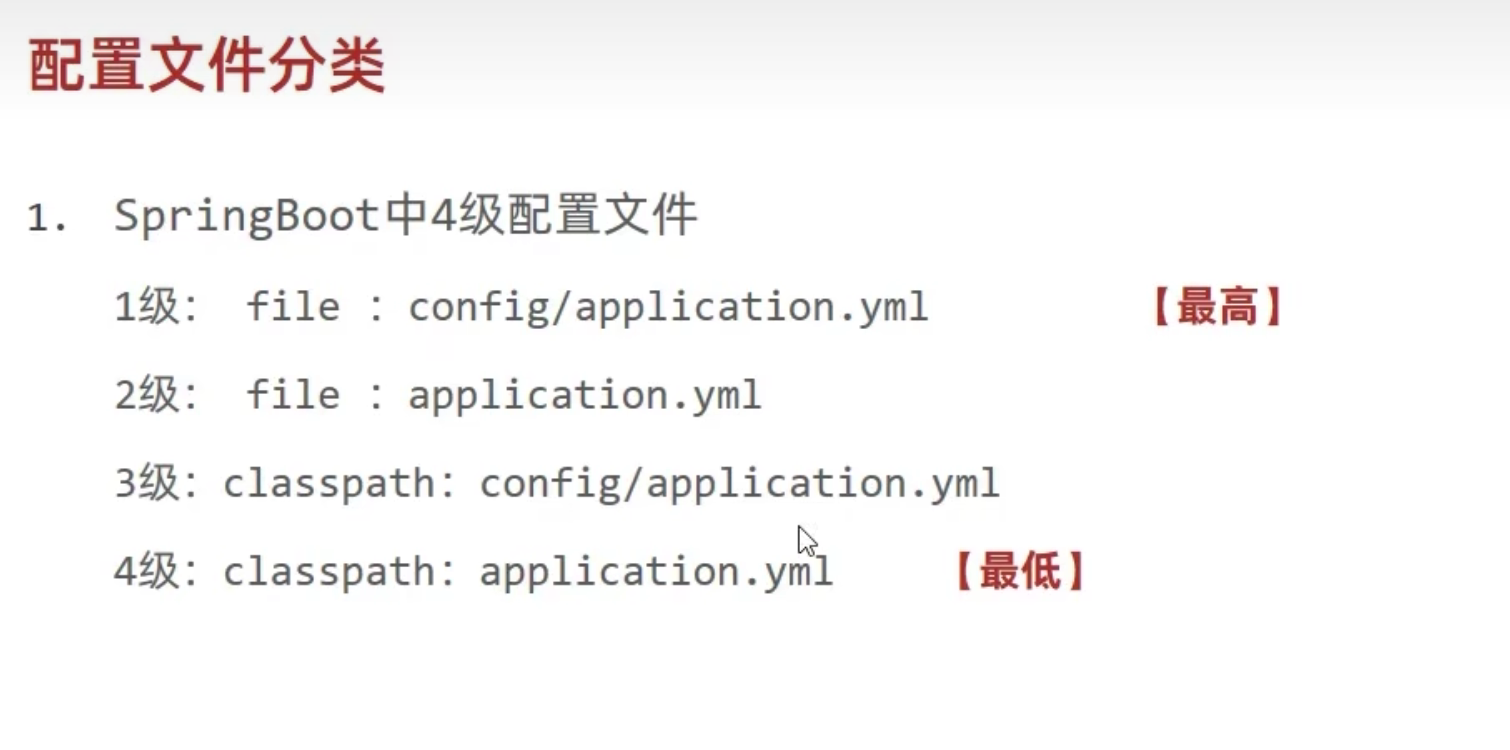 配置文件分类
1. SpringBoot中4级配置文件
1级： file ：config/application.yml 【最高】
2级： file ：application.yml
3级：classpath：config/application.yml
4级：classpath：application.yml 【最低】